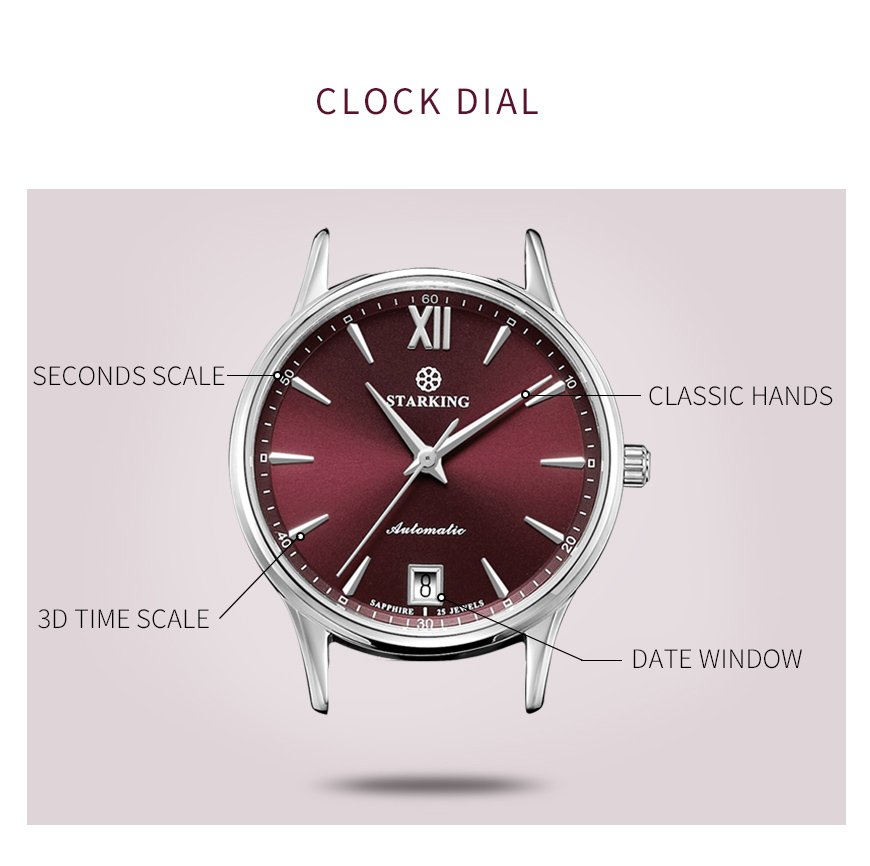 CLOCK DIAL
60
XII
SECONDS SCALE
50
10
STARKING
CLASSIC HANDS
Automatic
40
20
8
3D TIME SCALE
SAPPHIRE 25 JEWELS
30
DATE WINDOW